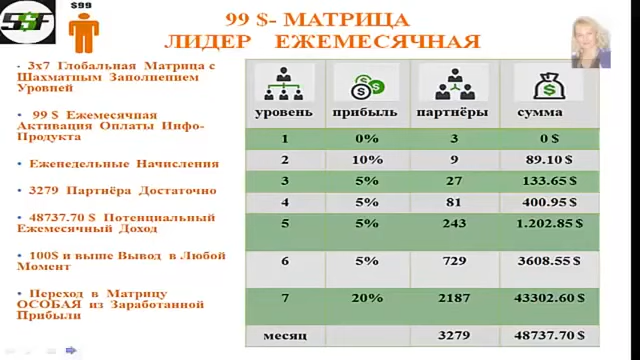 SSF
$99
99 $- МАТРИЦА
ЛИДЕР ЕЖЕМЕСЯЧНАЯ
3х7 Глобальная Матрица с
Шахматным Заполнением
Уровней
99 $ Ежемесячная
Активация Оплаты Инфо-
Продукта
Еженедельные Начисления
3279 Партнёра Достаточно
48737.70 $ Потенциальный
Ежемесячный Доход
100$ и выше Вывод в Любой
Момент
Переход в Матрицу
ОСОБАЯ из Заработанной
Прибыли
уровень прибыль партнёры сумма
1 0% 3 0 $
2 10% 9 89.10 $
3 5% 27 133.65 $
4 5% 81 400.95 $
5 5% 243 1.202.85 $
6 5% 729 3608.55 $
7 20% 2187 43302.60 $
месяц 3279 48737.70 $